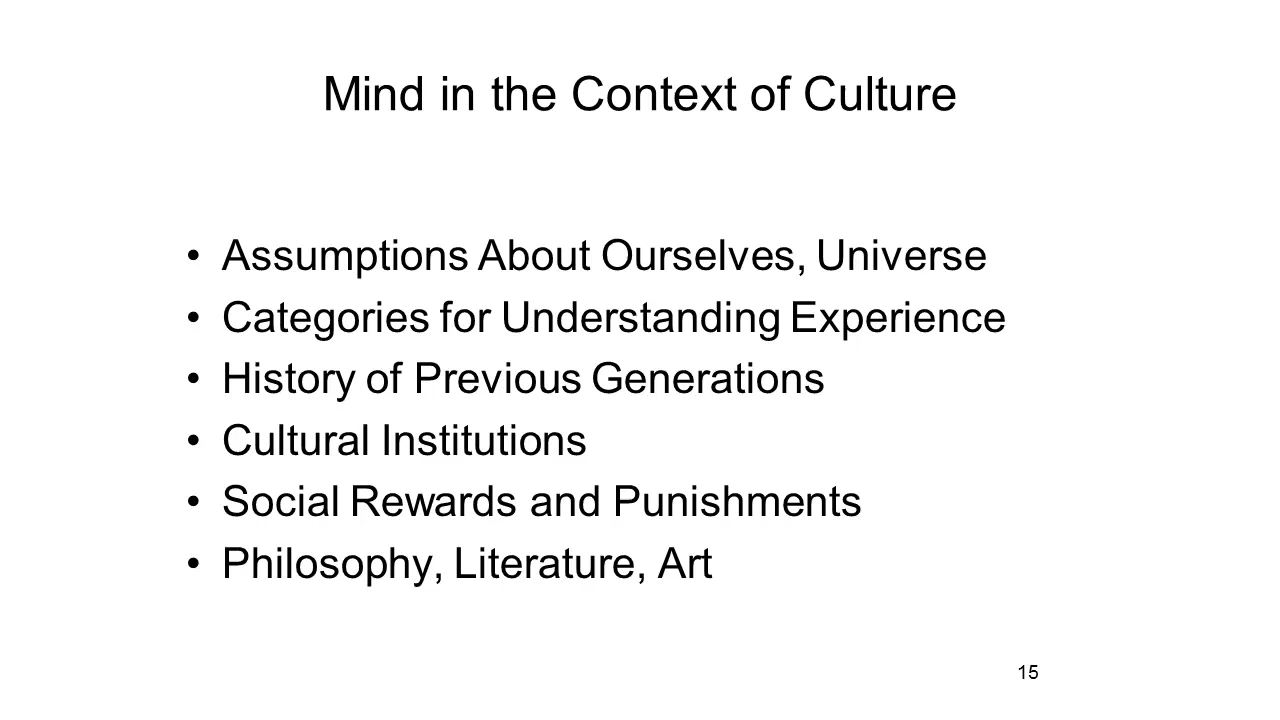 Mind in the Context of Culture
• Assumptions About Ourselves, Universe
• Categories for Understanding Experience
• History of Previous Generations
• Cultural Institutions
• Social Rewards and Punishments
• Philosophy, Literature, Art
15